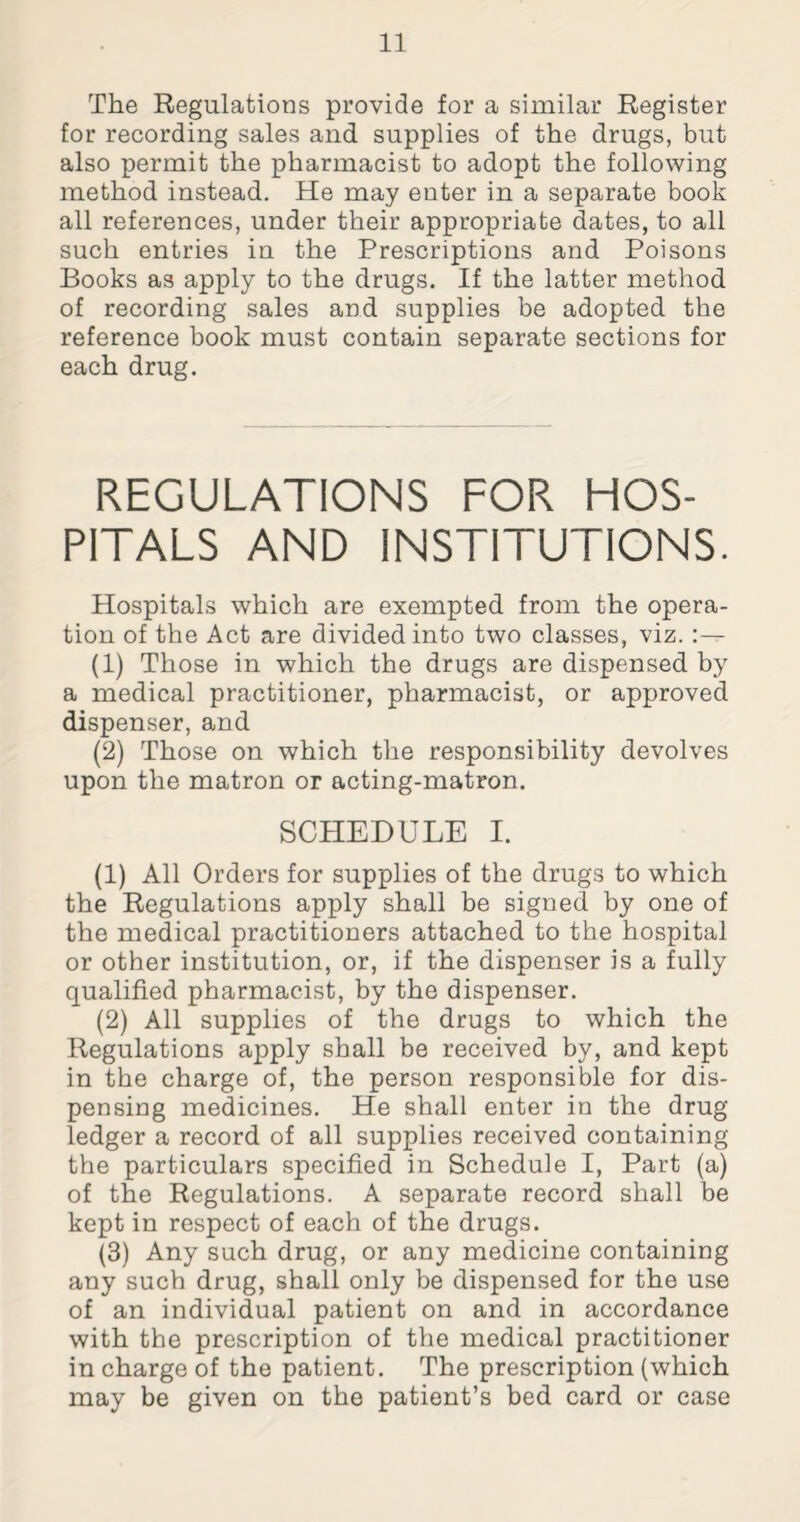 11
The Regulations provide for a similar Register
for recording sales and supplies of the drugs, but
also permit the pharmacist to adopt the following
method instead. He may enter in a separate book
all references, under their appropriate dates, to all
such entries in the Prescriptions and Poisons
Books as apply to the drugs. If the latter method
of recording sales and supplies be adopted the
reference book must contain separate sections for
each drug.
REGULATIONS FOR HOS-
PITALS AND INSTITUTIONS.
Hospitals which are exempted from the opera-
tion of the Act are divided into two classes, viz. :—
(1) Those in which the drugs are dispensed by
a medical practitioner, pharmacist, or approved
dispenser, and
(2) Those on which the responsibility devolves
upon the matron or acting-matron.
SCHEDULE I.
(1) All Orders for supplies of the drugs to which
the Regulations apply shall be signed by one of
the medical practitioners attached to the hospital
or other institution, or, if the dispenser is a fully
qualified pharmacist, by the dispenser.
(2) All supplies of the drugs to which the
Regulations apply shall be received by, and kept
in the charge of, the person responsible for dis-
pensing medicines. He shall enter in the drug
ledger a record of all supplies received containing
the particulars specified in Schedule I, Part (a)
of the Regulations. A separate record shall be
kept in respect of each of the drugs.
(3) Any such drug, or any medicine containing
any such drug, shall only be dispensed for the use
of an individual patient on and in accordance
with the prescription of the medical practitioner
in charge of the patient. The prescription (which
may be given on the patient's bed card or case